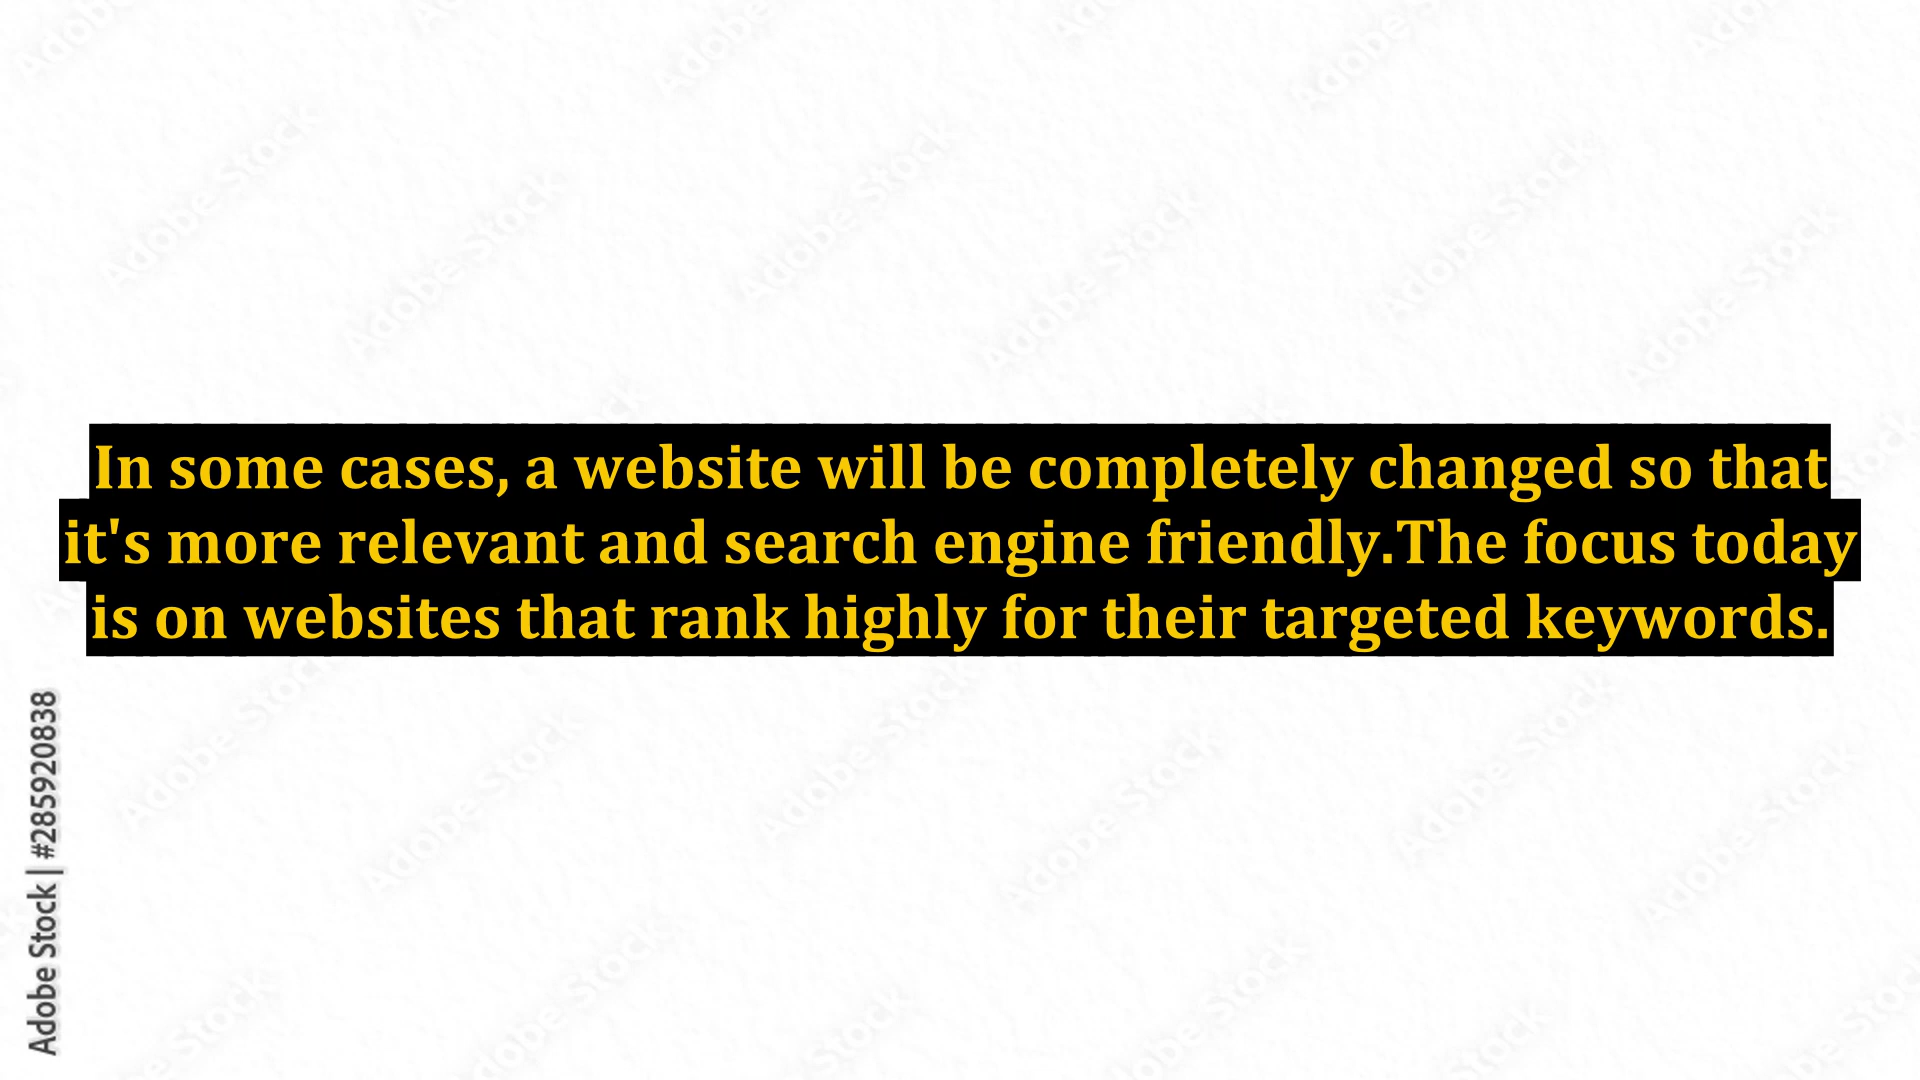 In some cases, a website will be completely changed so that
it's more relevant and search engine friendly.The focus today
is on websites that rank highly for their targeted keywords.
Adobe Stock | #285920838